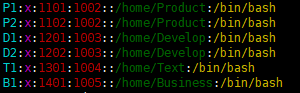 P1:x:1101:1002::/home/Product:/bin/bash
P2:x:1102:1002::/home/Product:/bin/bash
D1:x:1201:1003::/home/Develop:/bin/bash
D2:x:1202:1003::/home/Develop:/bin/bash
T1:x:1301:1004::/home/Text:/bin/bash
B1:x:1401:1005::/home/Business:/bin/bash